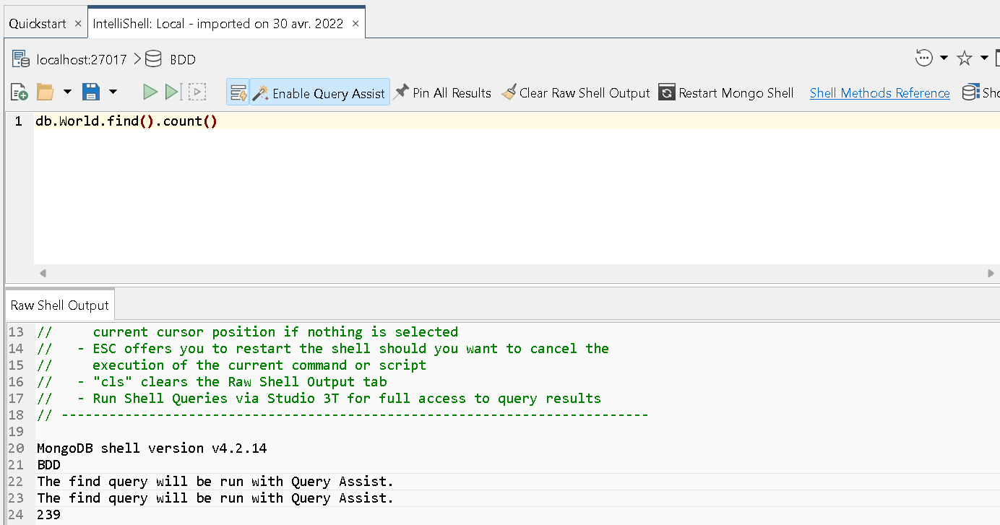 Quickstart × IntelliShell: Local - imported on 30 avr. 2022 ×
localhost:27017 > BDD
Enable Query Assist Pin All Results Clear Raw Shell Output Restart Mongo Shell Shell Methods Reference
1 db.World.find().count()
Raw Shell Output
13 // current cursor position if nothing is selected
14 // - ESC offers you to restart the shell should you want to cancel the
15 // execution of the current command or script
16 // - "cls" clears the Raw Shell Output tab
17 // - Run Shell Queries via Studio 3T for full access to query results
18 // --------------------------------------------------------------------------
19
20 MongoDB shell version v4.2.14
21 BDD
22 The find query will be run with Query Assist.
23 The find query will be run with Query Assist.
24 239